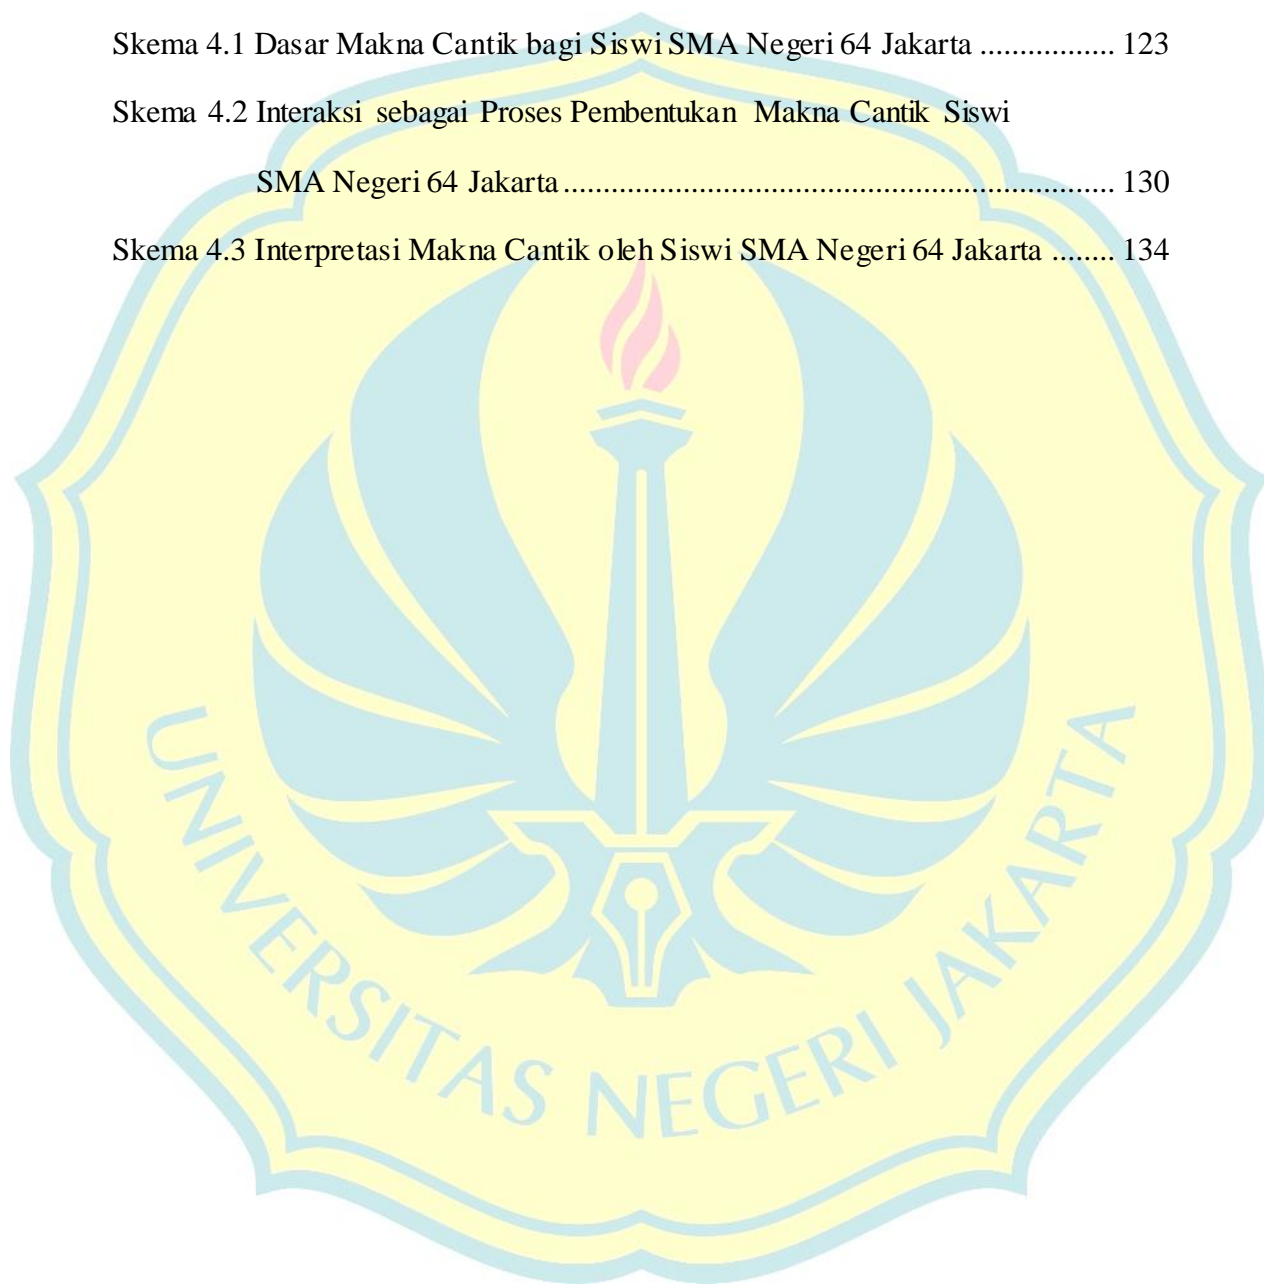 Skema 4.1 Dasar Makna Cantik bagi Siswi SMA Negeri 64 Jakarta ................. 123
Skema 4.2 Interaksi sebagai Proses Pembentukan Makna Cantik Siswi
SMA Negeri 64 Jakarta ..................................................................... 130
Skema 4.3 Interpretasi Makna Cantik oleh Siswi SMA Negeri 64 Jakarta ........ 134
UNIVERSITAS NEGERI JAKARTA